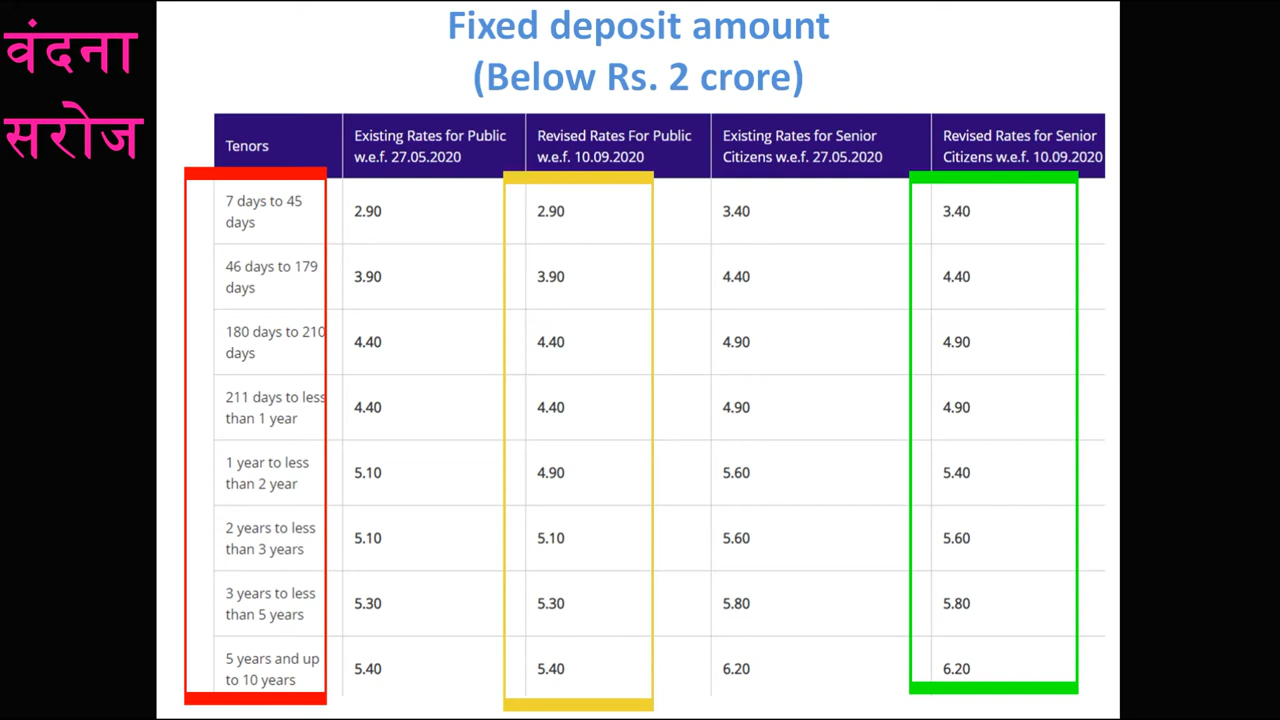 वंदना
सरोज
Fixed deposit amount
(Below Rs. 2 crore)
Tenors
Existing Rates for Public
w.e.f. 27.05.2020
Revised Rates For Public
w.e.f. 10.09.2020
Existing Rates for Senior
Citizens w.e.f. 27.05.2020
Revised Rates for Senior
Citizens w.e.f. 10.09.2020
7 days to 45
days
2.90
2.90
3.40
3.40
46 days to 179
days
3.90
3.90
4.40
4.40
180 days to 210
days
4.40
4.40
4.90
4.90
211 days to less
than 1 year
4.40
4.40
4.90
4.90
1 year to less
than 2 year
5.10
4.90
5.60
5.40
2 years to less
than 3 years
5.10
5.10
5.60
5.60
3 years to less
than 5 years
5.30
5.30
5.80
5.80
5 years and up
to 10 years
5.40
5.40
6.20
6.20